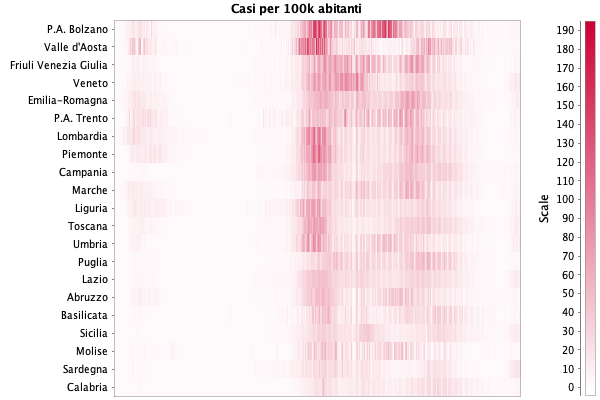 Casi per 100k abitanti
P.A. Bolzano
Valle d'Aosta
Friuli Venezia Giulia
Veneto
Emilia-Romagna
P.A. Trento
Lombardia
Piemonte
Campania
Marche
Liguria
Toscana
Umbria
Puglia
Lazio
Abruzzo
Basilicata
Sicilia
Molise
Sardegna
Calabria
Scale
190
180
170
160
150
140
130
120
110
100
90
80
70
60
50
40
30
20
10
0